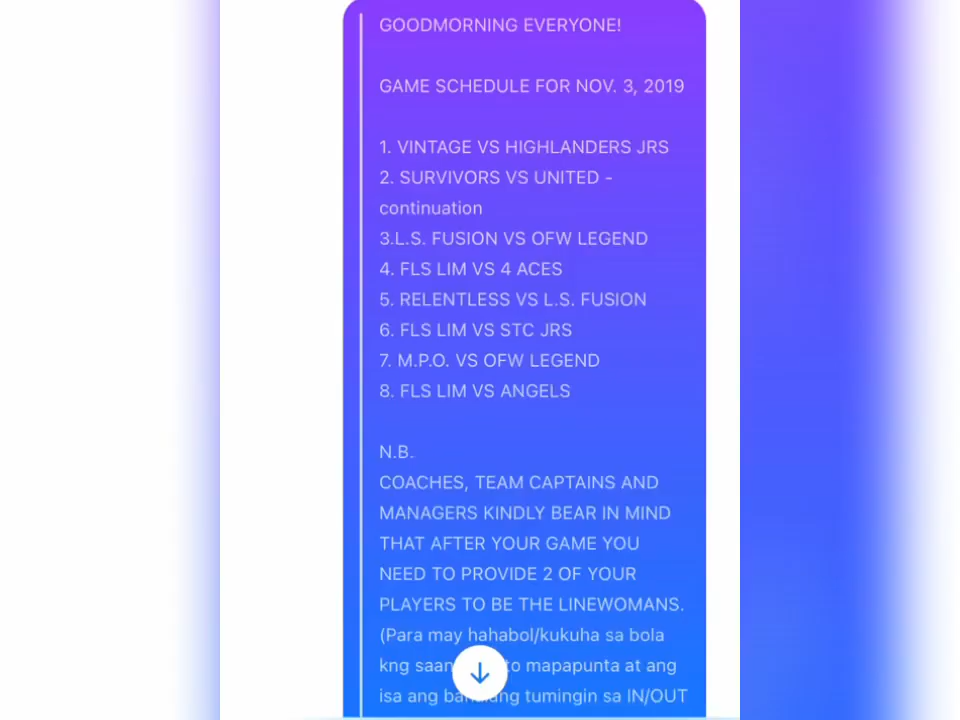 GOODMORNING EVERYONE!
GAME SCHEDULE FOR NOV. 3, 2019
1. VINTAGE VS HIGHLANDERS JRS
2. SURVIVORS VS UNITED -
continuation
3.L.S. FUSION VS OFW LEGEND
4. FLS LIM VS 4 ACES
5. RELENTLESS VS L.S. FUSION
6. FLS LIM VS STC JRS
7. M.P.O. VS OFW LEGEND
8. FLS LIM VS ANGELS
N.B.
COACHES, TEAM CAPTAINS AND
MANAGERS KINDLY BEAR IN MIND
THAT AFTER YOUR GAME YOU
NEED TO PROVIDE 2 OF YOUR
PLAYERS TO BE THE LINEWOMANS.
(Para may hahabol/kukuha sa bola
kng saan to mapapunta at ang
isa ang tumingin sa IN/OUT